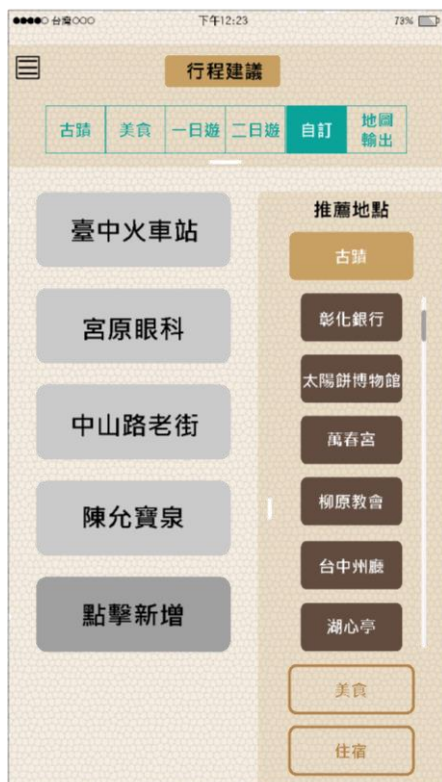 台灣OOO 下午12:23 73%
行程建議
古蹟 美食 一日遊 二日遊 自訂 地圖輸出
臺中火車站
宮原眼科
中山路老街
陳允寶泉
點擊新增
推薦地點
古蹟
彰化銀行
太陽餅博物館
萬春宮
柳原教會
台中州廳
湖心亭
美食
住宿